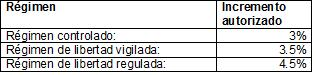 Régimen Incremento
autorizado
Régimen controlado: 3%
Régimen de libertad vigilada: 3.5%
Régimen de libertad regulada: 4.5%